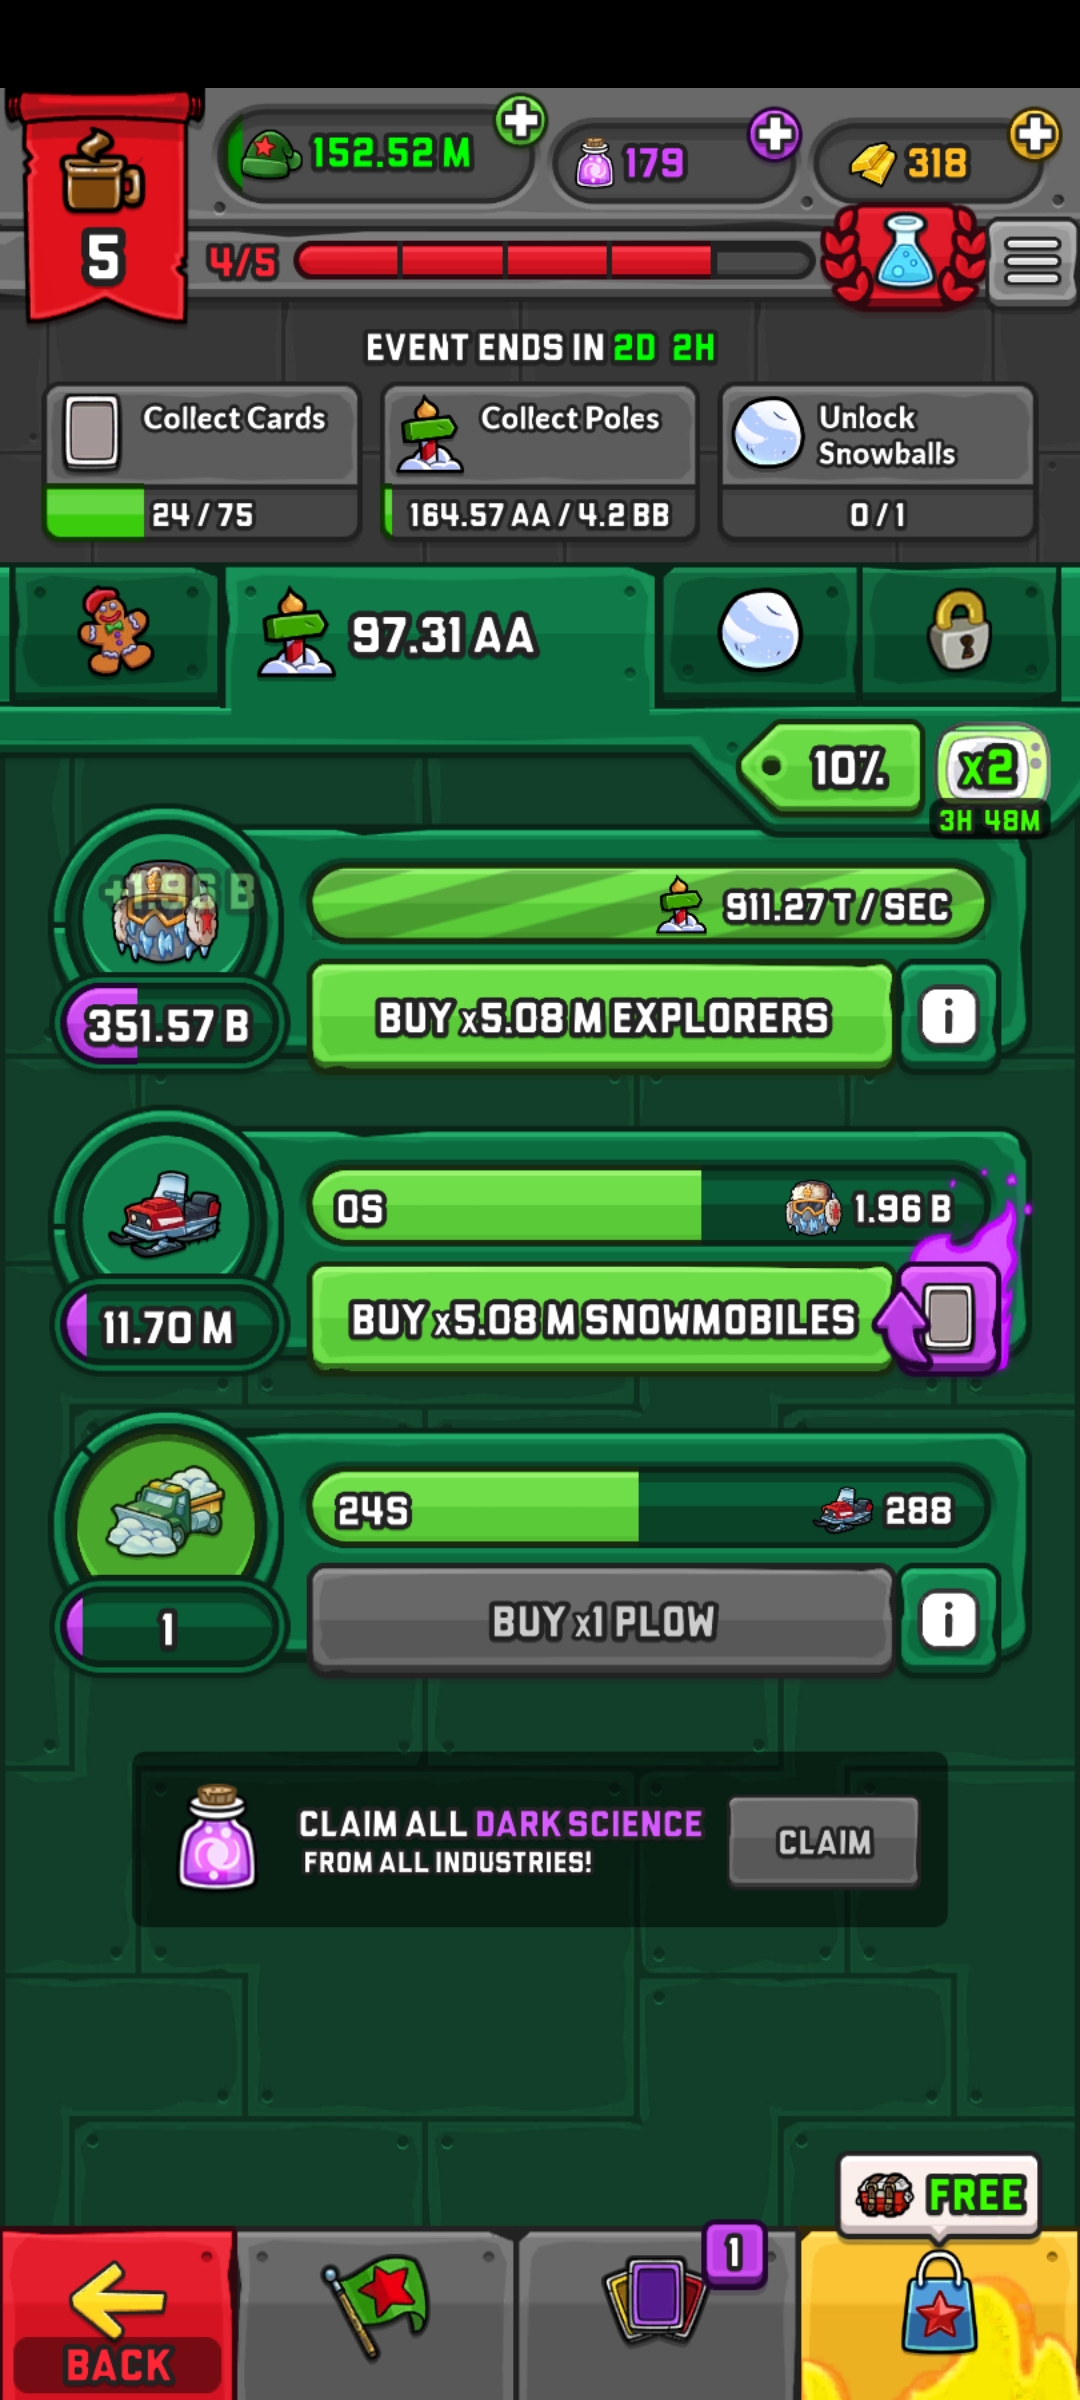 152.52 M
179
318
5
4/5
EVENT ENDS IN 2D 2H
Collect Cards
24 / 75
Collect Poles
164.57 AA / 4.2 BB
Unlock
Snowballs
0 / 1
97.31 AA
10%
x2
3H 48M
+1.96 B
911.27 T / SEC
351.57 B
BUY x5.08 M EXPLORERS
i
0S
1.96 B
11.70 M
BUY x5.08 M SNOWMOBILES
24S
288
1
BUY x1 PLOW
i
CLAIM ALL DARK SCIENCE
FROM ALL INDUSTRIES!
CLAIM
FREE
1
BACK